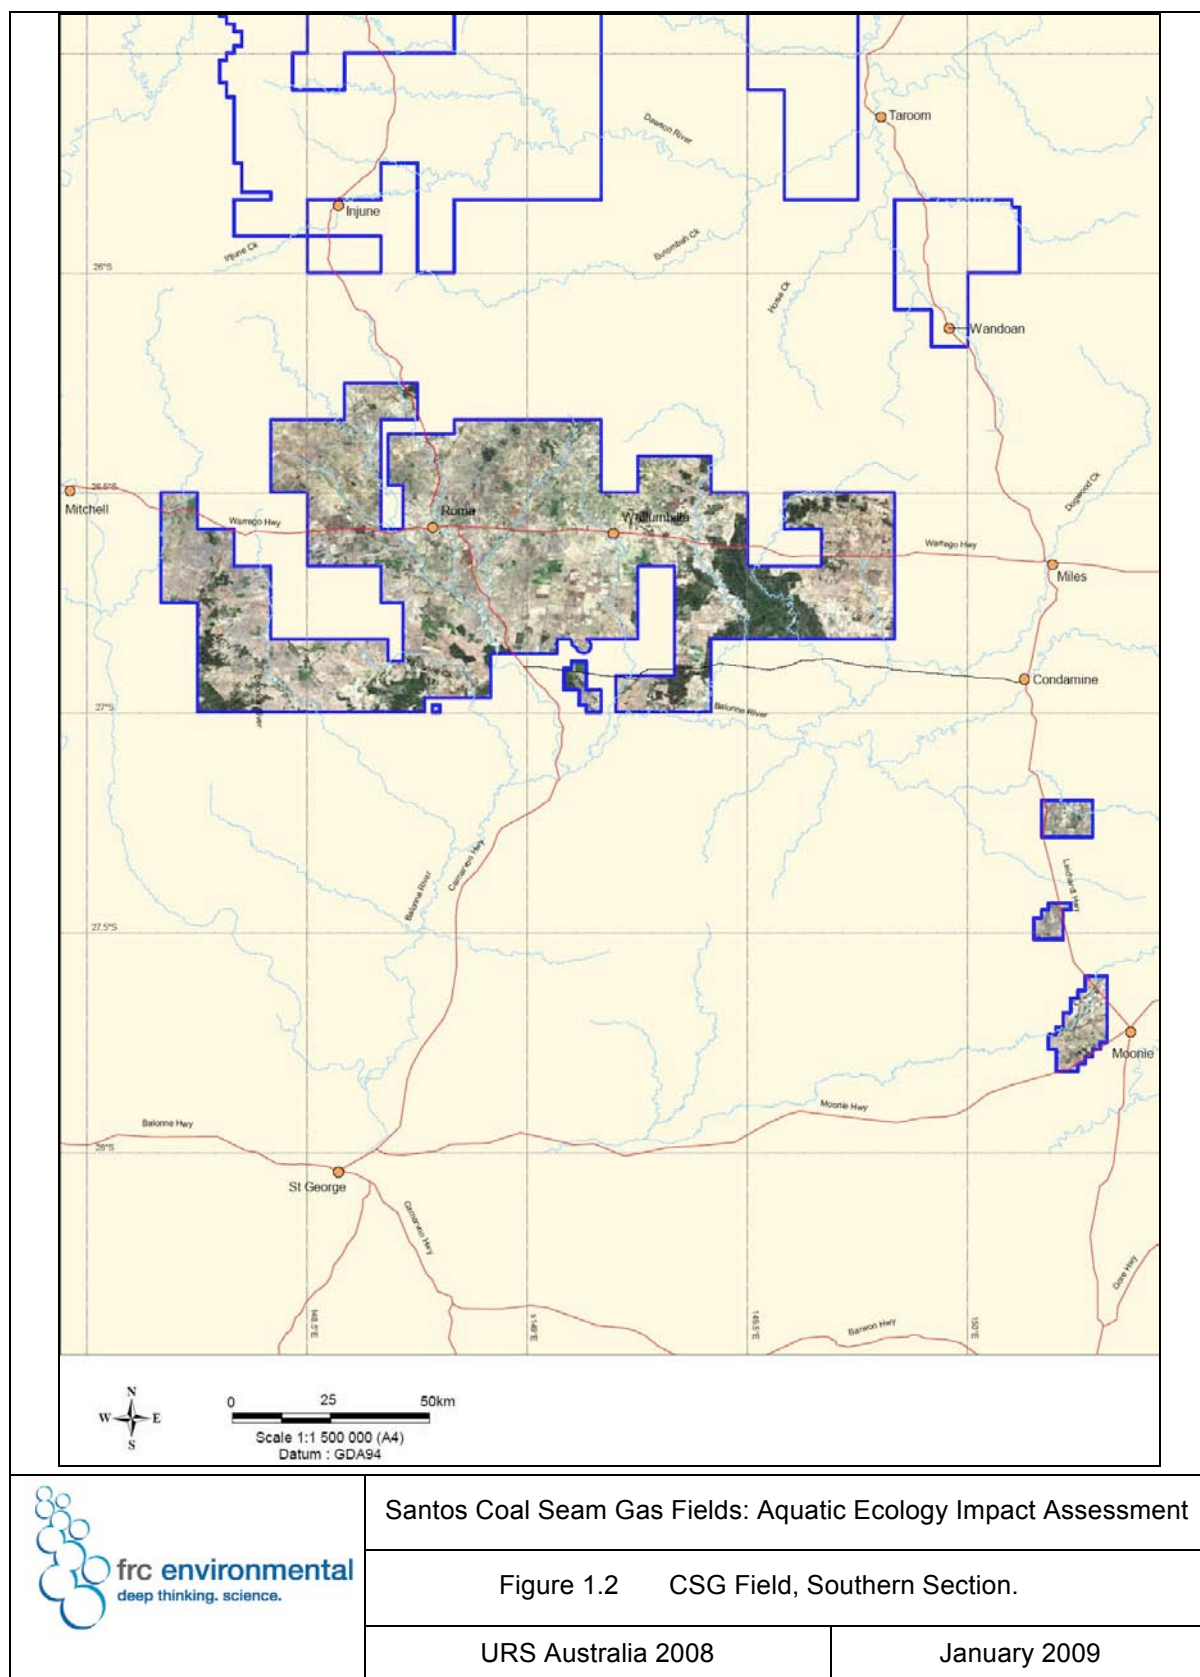 Taroom
Dawson River
Injune
Injune Ck
Eurombah Ck
26°S
Horse Ck
Wandoan
26.5°S
Mitchell
Dogwood Ck
Roma
Wallumbilla
Warrego Hwy
Warrego Hwy
Miles
Condamine
Balonne River
27°S
Leichardt Hwy
Carnarvon Hwy
Balonne River
27.5°S
Moonie
Moonie Hwy
Balonne Hwy
28°S
St George
Carnarvon Hwy
Gore Hwy
148.5°E
149°E
149.5°E
150°E
Barwon Hwy
N
W E
S
0 25 50km
Scale 1:1 500 000 (A4)
Datum : GDA94
frc environmental
deep thinking. science.
Santos Coal Seam Gas Fields: Aquatic Ecology Impact Assessment
Figure 1.2 CSG Field, Southern Section.
URS Australia 2008
January 2009